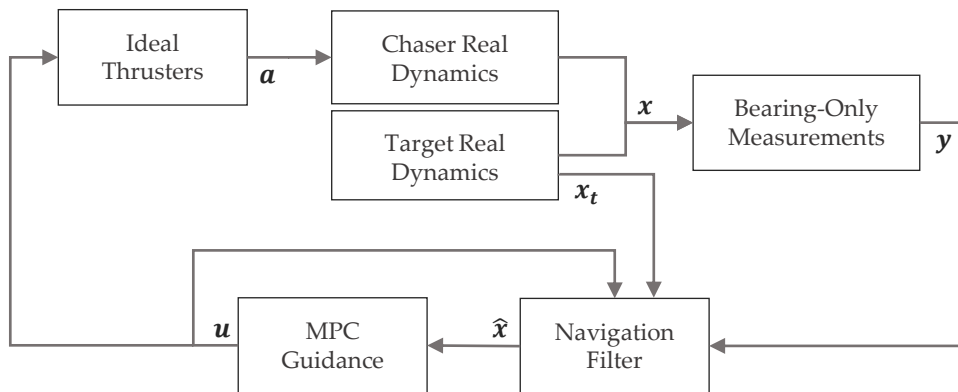 Ideal
Thrusters
a
Chaser Real
Dynamics
x
Bearing-Only
Measurements
y
Target Real
Dynamics
x_t
u
MPC
Guidance
x̂
Navigation
Filter